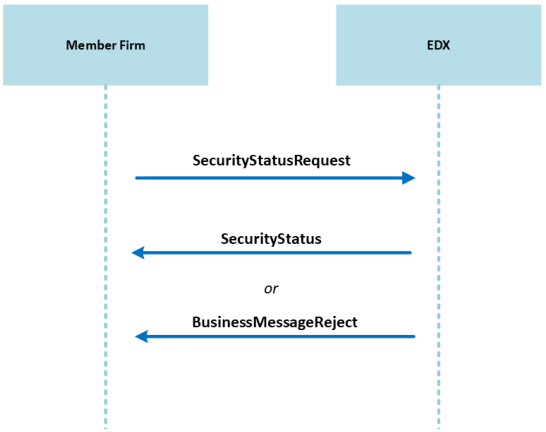 Member Firm
EDX
SecurityStatusRequest
SecurityStatus
or
BusinessMessageReject